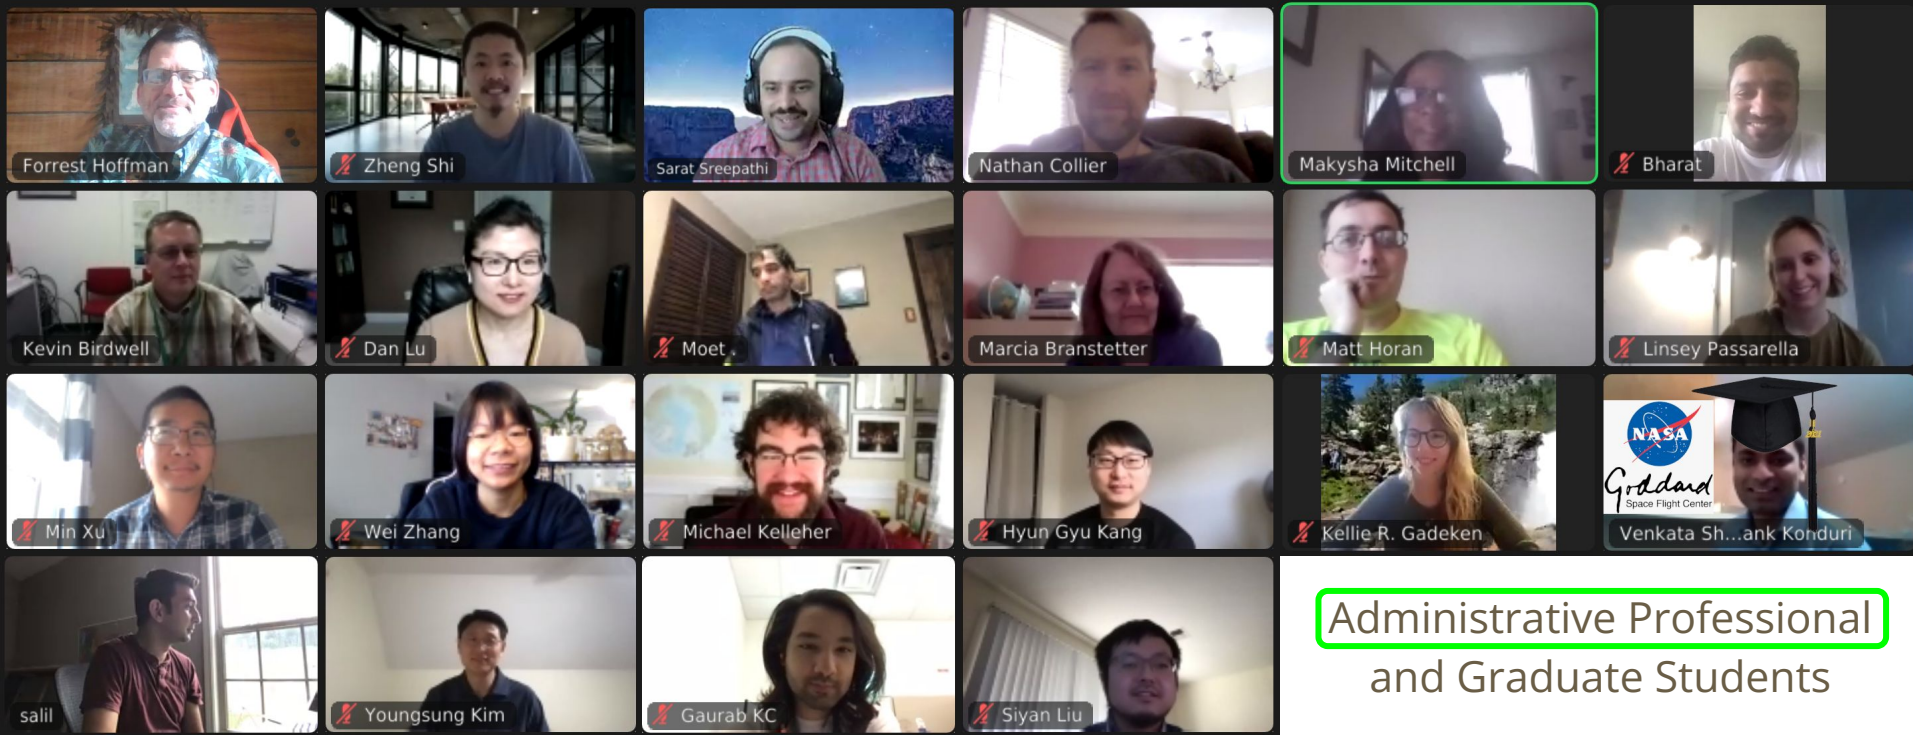 Forrest Hoffman
Zheng Shi
Sarat Sreepathi
Nathan Collier
Makysha Mitchell
Bharat
Kevin Birdwell
Dan Lu
Moet .
Marcia Branstetter
Matt Horan
Linsey Passarella
Min Xu
Wei Zhang
Michael Kelleher
Hyun Gyu Kang
Kellie R. Gadeken
NASA
Goddard
Space Flight Center
Venkata Sh...ank Konduri
salil
Youngsung Kim
Gaurab KC
Siyan Liu
Administrative Professional
and Graduate Students